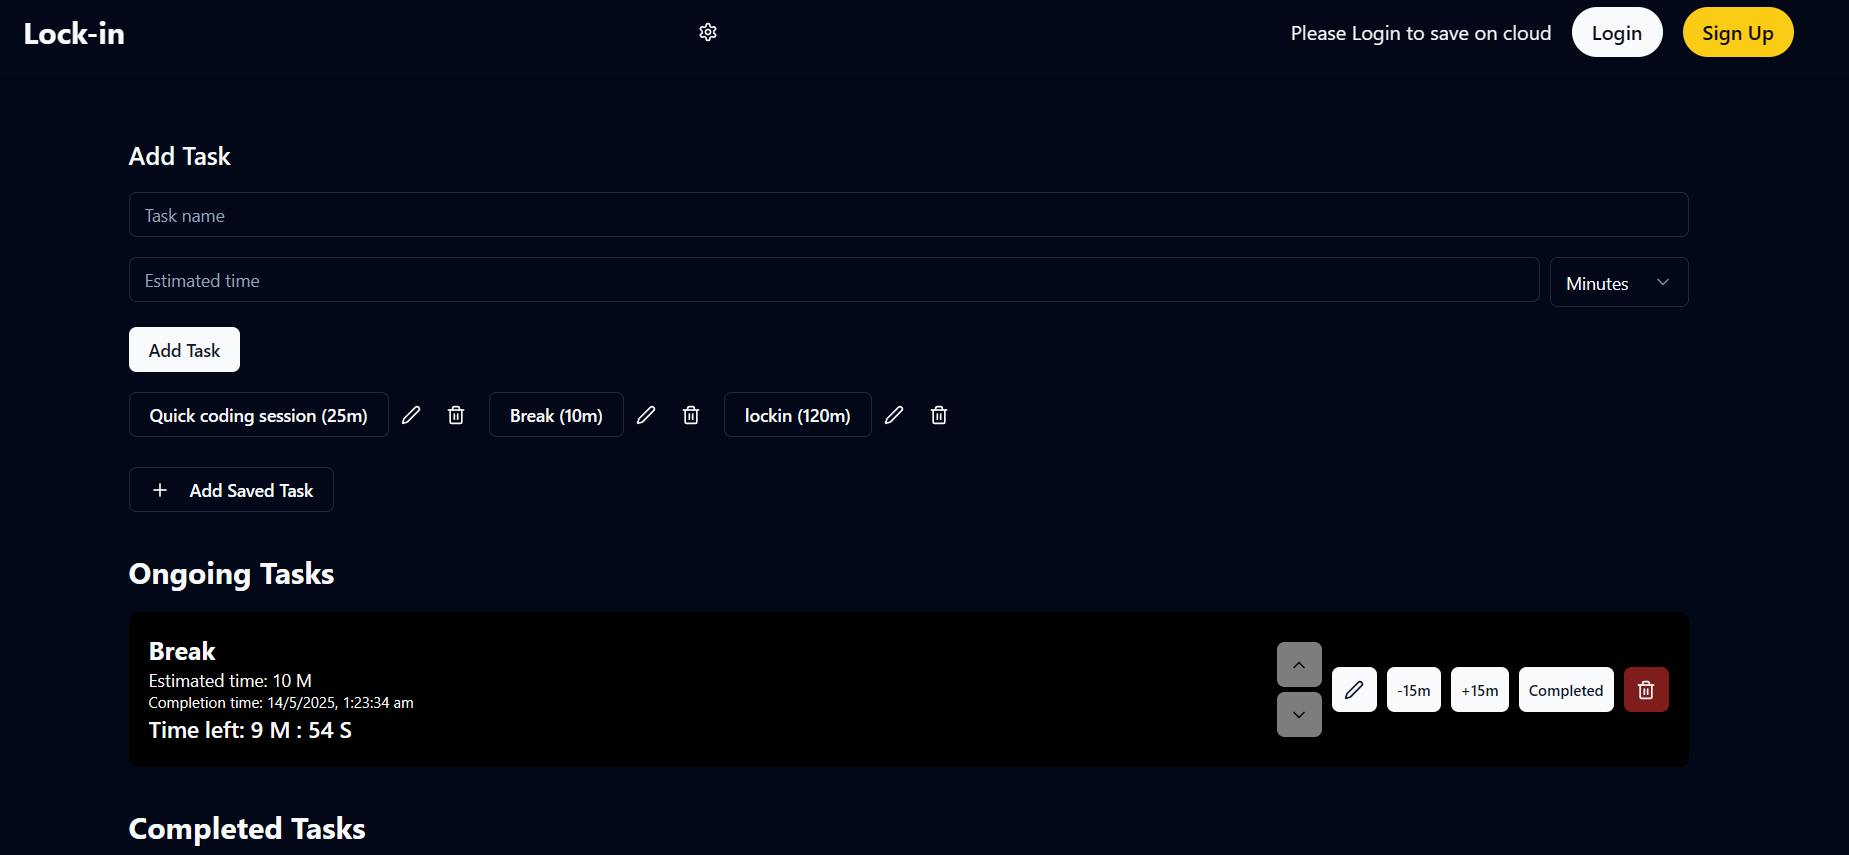 Lock-in
Please Login to save on cloud
Login
Sign Up
Add Task
Task name
Estimated time
Minutes
Add Task
Quick coding session (25m)
Break (10m)
lockin (120m)
Add Saved Task
Ongoing Tasks
Break
Estimated time: 10 M
Completion time: 14/5/2025, 1:23:34 am
Time left: 9 M : 54 S
-15m
+15m
Completed
Completed Tasks